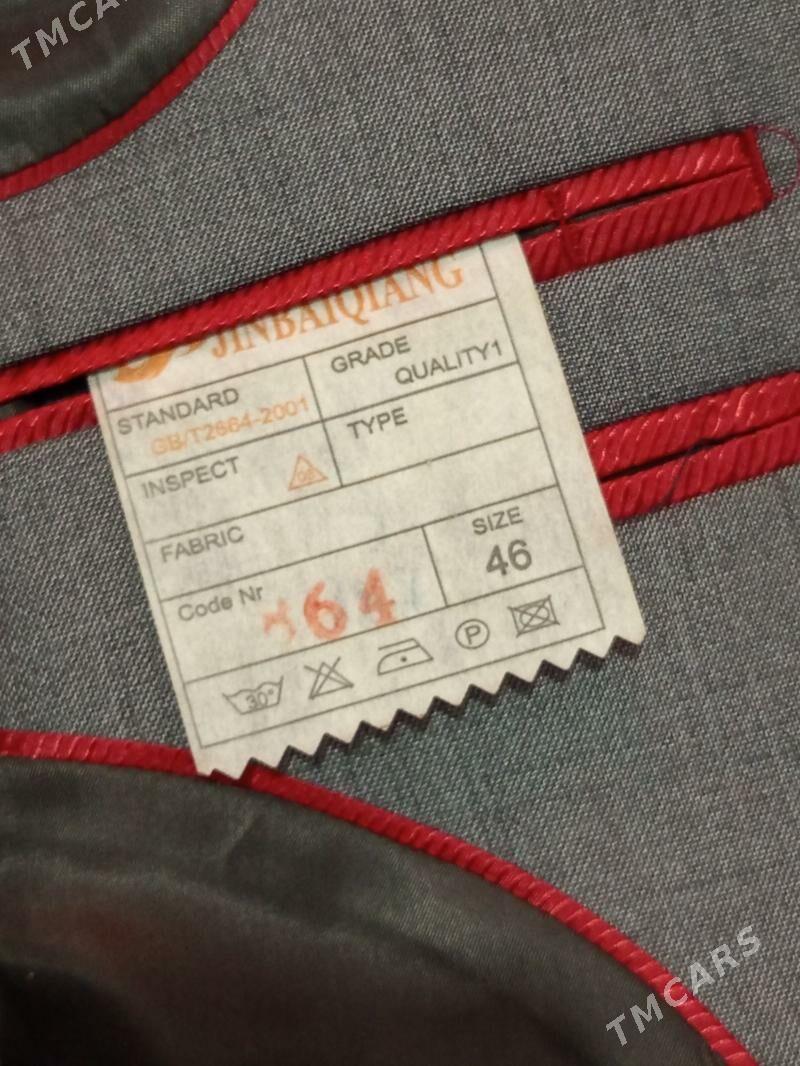 TMCARS
JINBAIQIANG
STANDARD
GB/T2664-2001
GRADE
QUALITY1
INSPECT
TYPE
FABRIC
Code Nr
64
SIZE
46
30°
P
TMCARS